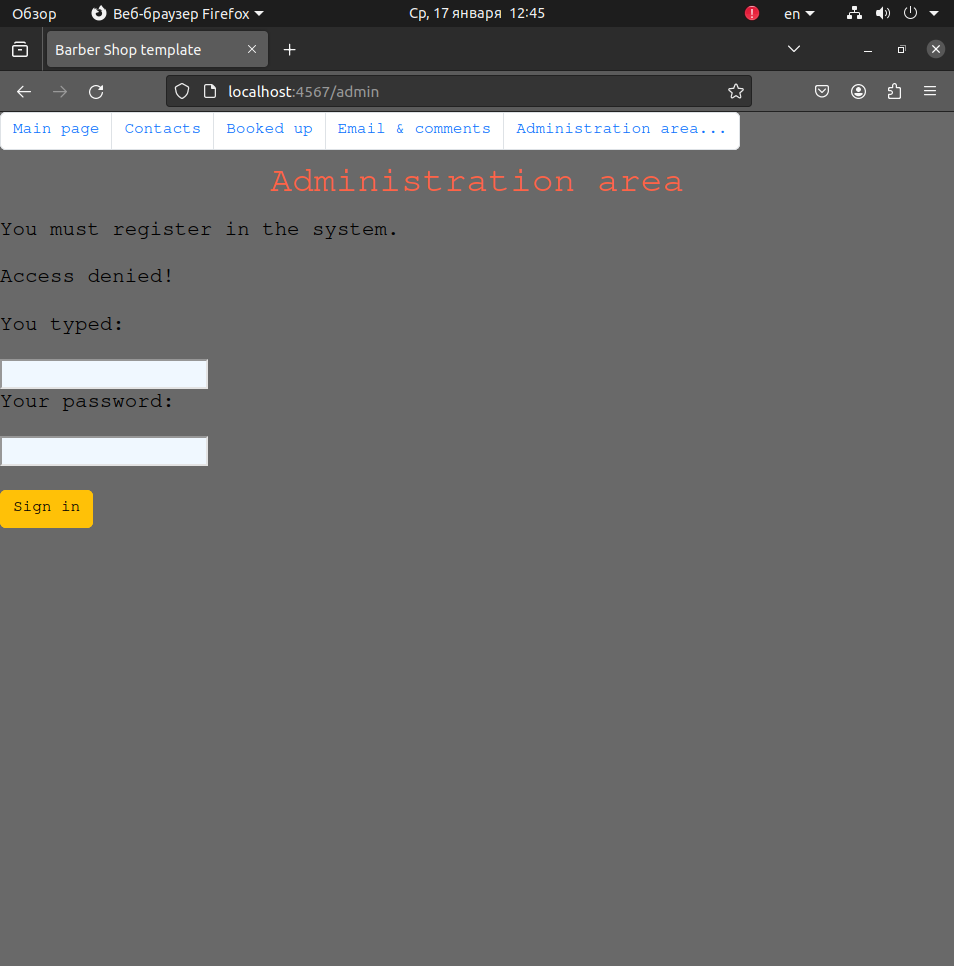 Обзор Веб-браузер Firefox Ср, 17 января 12:45 en
Barber Shop template
localhost:4567/admin
Main page Contacts Booked up Email & comments Administration area...
Administration area
You must register in the system.
Access denied!
You typed:
Your password:
Sign in